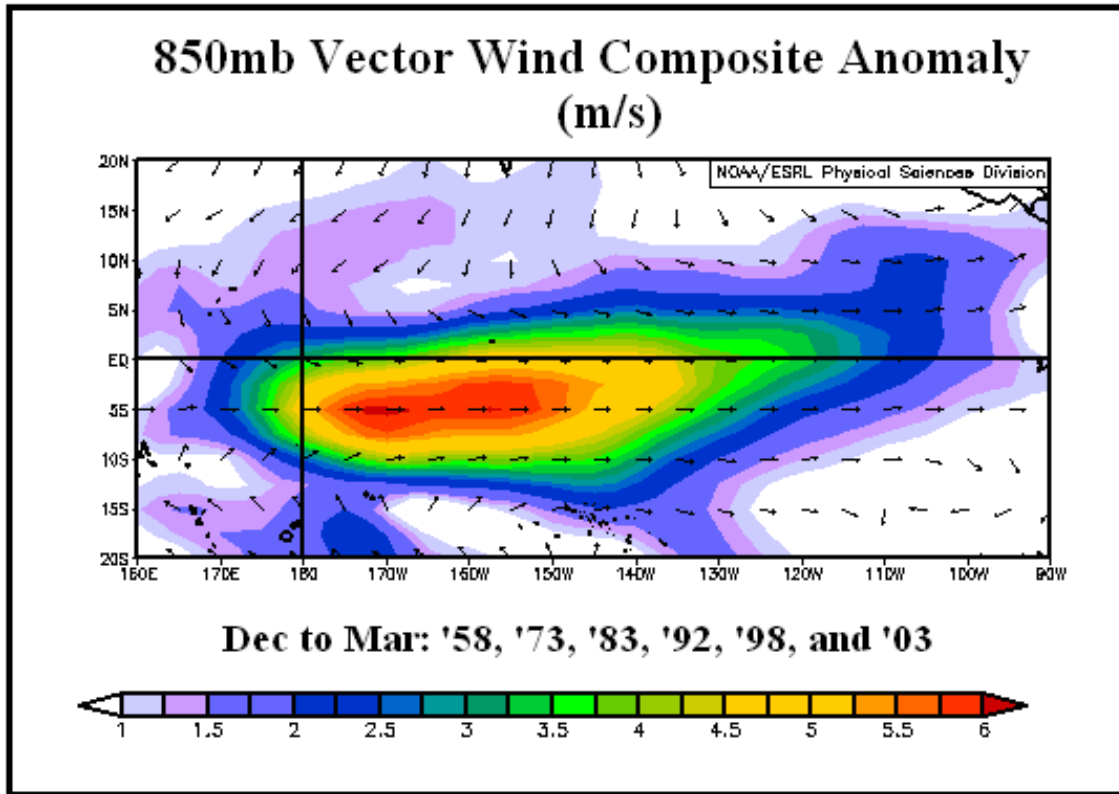 850mb Vector Wind Composite Anomaly
(m/s)
20N
NOAA/ESRL Physical Sciences Division
15N
10N
5N
EQ
5S
10S
15S
20S
160E 170E 180 170W 160W 150W 140W 130W 120W 110W 100W 90W
Dec to Mar: '58, '73, '83, '92, '98, and '03
1 1.5 2 2.5 3 3.5 4 4.5 5 5.5 6